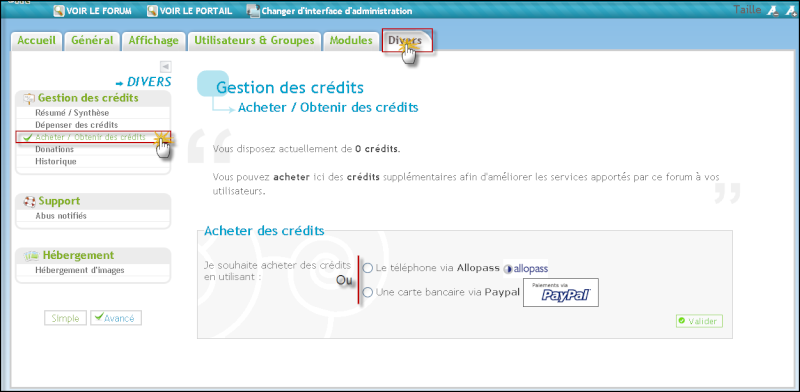 VOIR LE FORUM VOIR LE PORTAIL Changer d'interface d'administration Taille
Accueil Général Affichage Utilisateurs & Groupes Modules Divers
DIVERS
Gestion des crédits
Résumé / Synthèse
Dépenser des crédits
Acheter / Obtenir des crédits
Donations
Historique
Support
Abus notifiés
Hébergement
Hébergement d'images
Simple Avancé
Gestion des crédits
Acheter / Obtenir des crédits
Vous disposez actuellement de 0 crédits.
Vous pouvez acheter ici des crédits supplémentaires afin d'améliorer les services apportés par ce forum à vos
utilisateurs.
Acheter des crédits
Je souhaite acheter des crédits
en utilisant :
Ou
Le téléphone via Allopass allopass
Une carte bancaire via Paypal Paiements via
PayPal
Valider